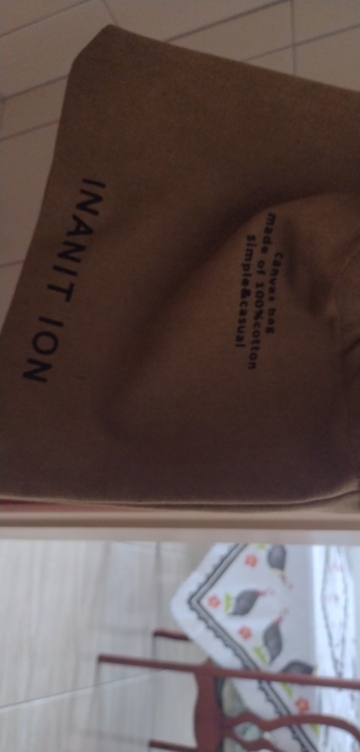 canvas bag
made of 100%cotton
simple&casual
INANIT ION